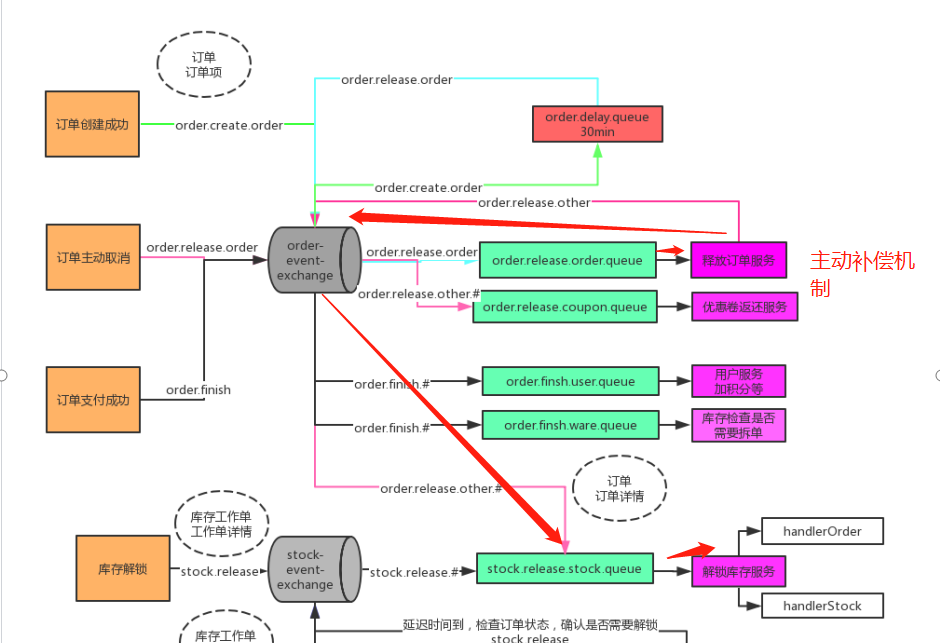 订单
订单项
order.release.order
订单创建成功
order.create.order
order.delay.queue
30min
order.create.order
order.release.other
订单主动取消
order.release.order
order-
event-
exchange
order.release.order
order.release.order.queue
释放订单服务
主动补偿机
制
order.release.other.#
order.release.coupon.queue
优惠卷返还服务
订单支付成功
order.finish
order.finish.#
order.finsh.user.queue
用户服务
加积分等
order.finish.#
order.finsh.ware.queue
库存检查是否
需要拆单
order.release.other.#
订单
订单详情
库存工作单
工作单详情
库存解锁
stock.release
stock-
event-
exchange
stock.release.#
stock.release.stock.queue
解锁库存服务
handlerOrder
handlerStock
库存工作单
延迟时间到，检查订单状态，确认是否需要解锁
stock.release